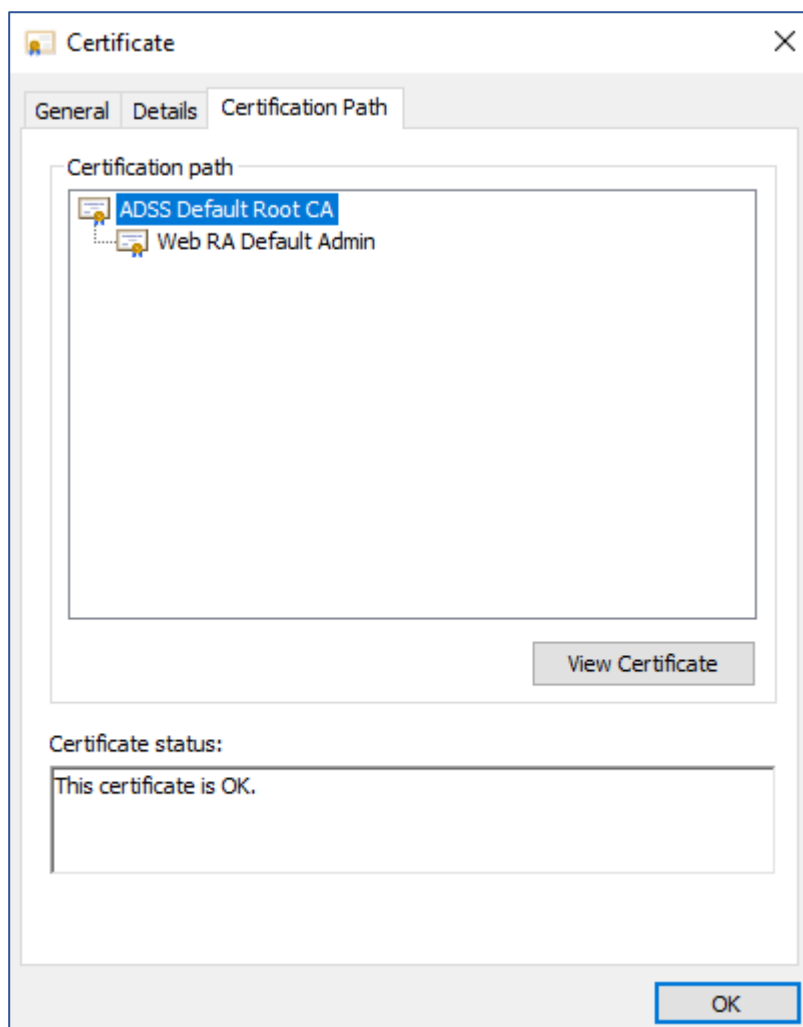 Certificate
General Details Certification Path
Certification path
ADSS Default Root CA
Web RA Default Admin
View Certificate
Certificate status:
This certificate is OK.
OK